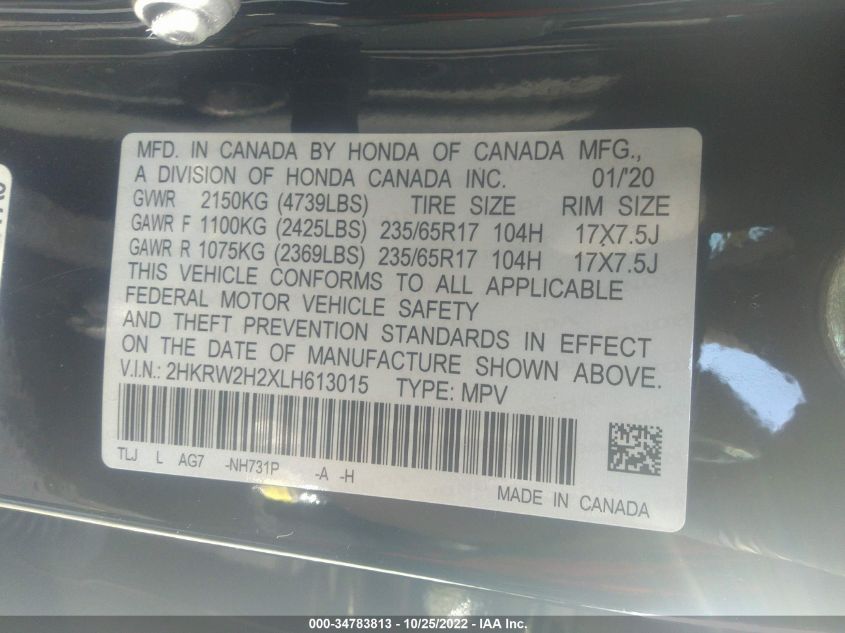 MFD. IN CANADA BY HONDA OF CANADA MFG.,
A DIVISION OF HONDA CANADA INC. 01/'20
GVWR 2150KG (4739LBS) TIRE SIZE RIM SIZE
GAWR F 1100KG (2425LBS) 235/65R17 104H 17X7.5J
GAWR R 1075KG (2369LBS) 235/65R17 104H 17X7.5J
THIS VEHICLE CONFORMS TO ALL APPLICABLE
FEDERAL MOTOR VEHICLE SAFETY
AND THEFT PREVENTION STANDARDS IN EFFECT
ON THE DATE OF MANUFACTURE SHOWN ABOVE.
V.I.N.: 2HKRW2H2XLH613015 TYPE: MPV
TLJ L AG7 -NH731P -A -H
MADE IN CANADA
000-34783813 - 10/25/2022 - IAA Inc.